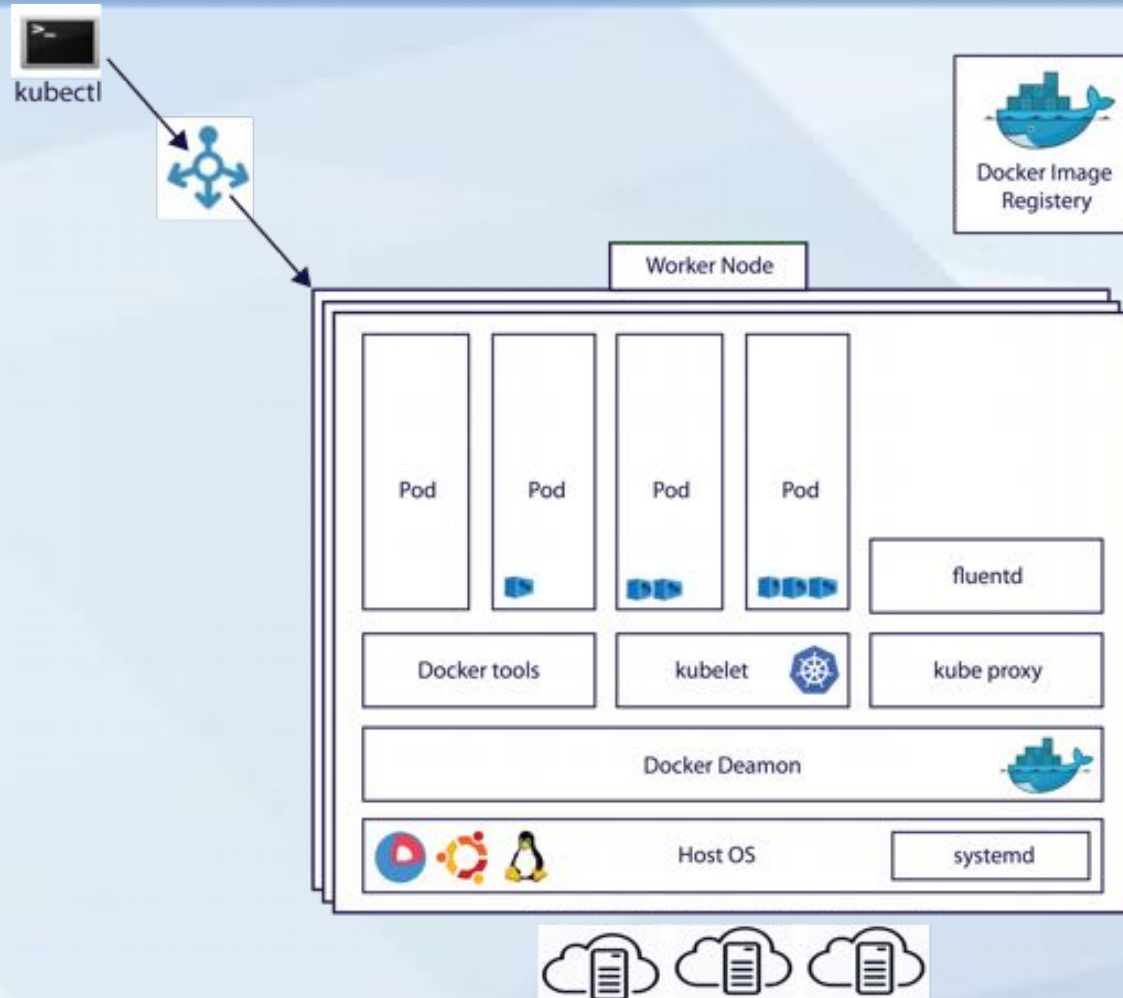 >_
kubectl
Docker Image
Registery
Worker Node
Pod
Pod
Pod
Pod
fluentd
Docker tools
kubelet
kube proxy
Docker Deamon
Host OS
systemd